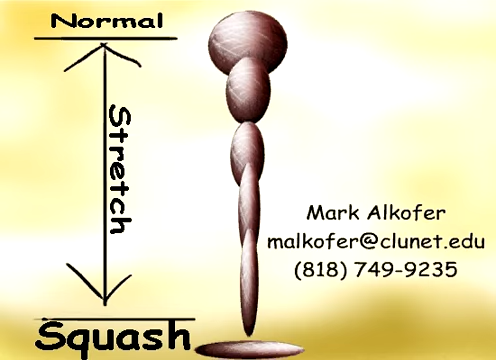 Normal
Stretch
Squash
Mark Alkofer
malkofer@clunet.edu
(818) 749-9235